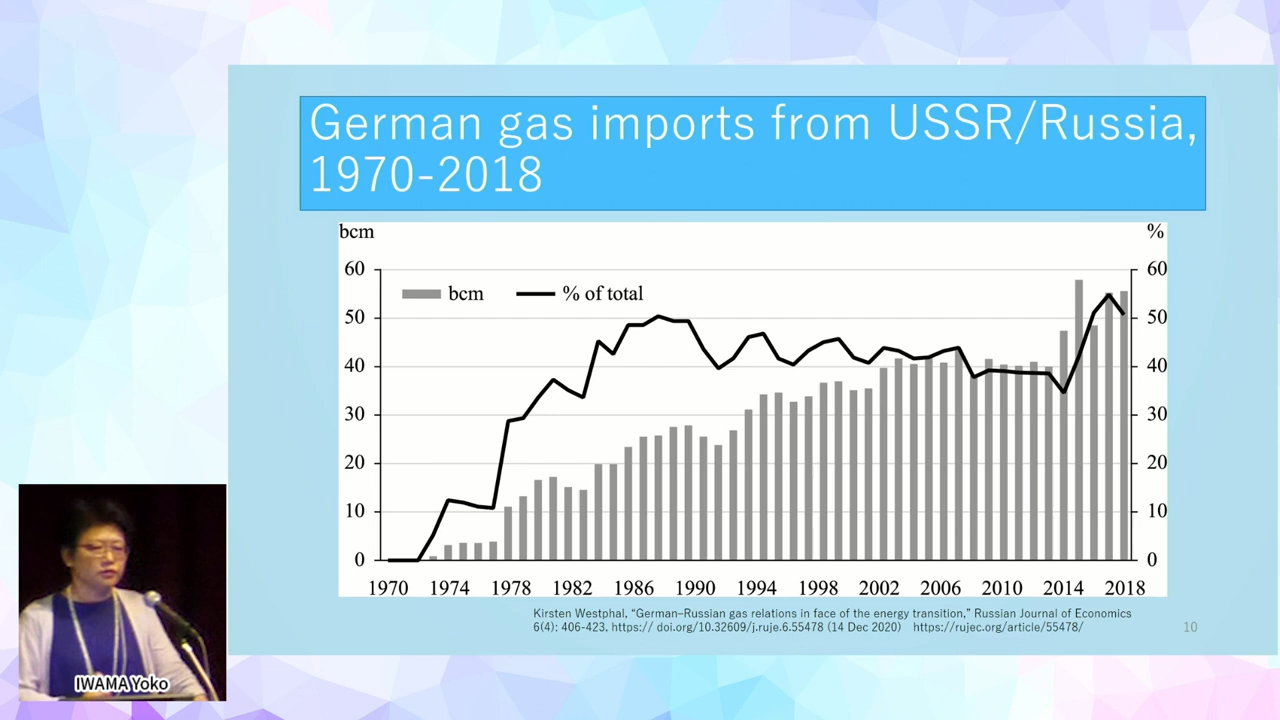 German gas imports from USSR/Russia,
1970-2018
bcm %
60 60
bcm % of total
50 50
40 40
30 30
20 20
10 10
0 0
1970 1974 1978 1982 1986 1990 1994 1998 2002 2006 2010 2014 2018
Kirsten Westphal, “German–Russian gas relations in face of the energy transition,” Russian Journal of Economics
6(4): 406-423. https:// doi.org/10.32609/j.ruje.6.55478 (14 Dec 2020) https://rujec.org/article/55478/
10
IWAMA Yoko